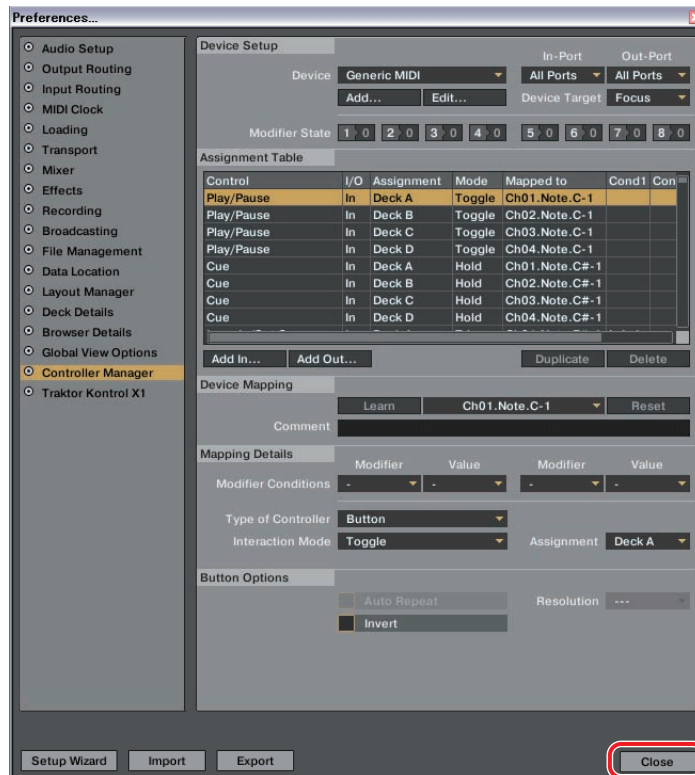 Preferences...
Audio Setup
Output Routing
Input Routing
MIDI Clock
Loading
Transport
Mixer
Effects
Recording
Broadcasting
File Management
Data Location
Layout Manager
Deck Details
Browser Details
Global View Options
Controller Manager
Traktor Kontrol X1
Device Setup
In-Port Out-Port
Device Generic MIDI All Ports All Ports
Add... Edit... Device Target Focus
Modifier State 1 0 2 0 3 0 4 0 5 0 6 0 7 0 8 0
Assignment Table
Control I/O Assignment Mode Mapped to Cond1 Con
Play/Pause In Deck A Toggle Ch01.Note.C-1
Play/Pause In Deck B Toggle Ch02.Note.C-1
Play/Pause In Deck C Toggle Ch03.Note.C-1
Play/Pause In Deck D Toggle Ch04.Note.C-1
Cue In Deck A Hold Ch01.Note.C#-1
Cue In Deck B Hold Ch02.Note.C#-1
Cue In Deck C Hold Ch03.Note.C#-1
Cue In Deck D Hold Ch04.Note.C#-1
Add In... Add Out... Duplicate Delete
Device Mapping
Learn Ch01.Note.C-1 Reset
Comment
Mapping Details
Modifier Value Modifier Value
Modifier Conditions - - - -
Type of Controller Button
Interaction Mode Toggle Assignment Deck A
Button Options
Auto Repeat Resolution ---
Invert
Setup Wizard Import Export Close